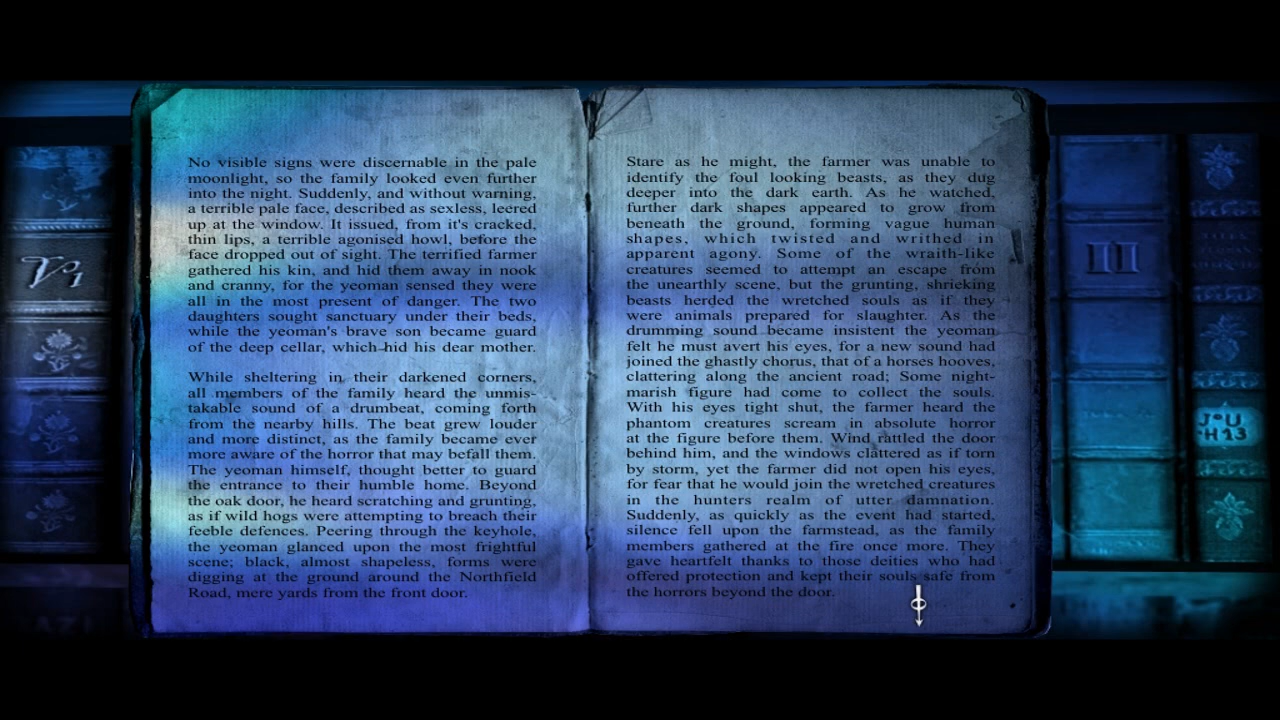 No visible signs were discernable in the pale
moonlight, so the family looked even further
into the night. Suddenly, and without warning,
a terrible pale face, described as sexless, leered
up at the window. It issued, from it's cracked,
thin lips, a terrible agonised howl, before the
face dropped out of sight. The terrified farmer
gathered his kin, and hid them away in nook
and cranny, for the yeoman sensed they were
all in the most present of danger. The two
daughters sought sanctuary under their beds,
while the yeoman's brave son became guard
of the deep cellar, which hid his dear mother.
While sheltering in their darkened corners,
all members of the family heard the unmis-
takable sound of a drumbeat, coming forth
from the nearby hills. The beat grew louder
and more distinct, as the family became ever
more aware of the horror that may befall them.
The yeoman himself, thought better to guard
the entrance to their humble home. Beyond
the oak door, he heard scratching and grunting,
as if wild hogs were attempting to breach their
feeble defences. Peering through the keyhole,
the yeoman glanced upon the most frightful
scene; black, almost shapeless, forms were
digging at the ground around the Northfield
Road, mere yards from the front door.
Stare as he might, the farmer was unable to
identify the foul looking beasts, as they dug
deeper into the dark earth. As he watched,
further dark shapes appeared to grow from
beneath the ground, forming vague human
shapes, which twisted and writhed in
apparent agony. Some of the wraith-like
creatures seemed to attempt an escape from
the unearthly scene, but the grunting, shrieking
beasts herded the wretched souls as if they
were animals prepared for slaughter. As the
drumming sound became insistent the yeoman
felt he must avert his eyes, for a new sound had
joined the ghastly chorus, that of a horses hooves,
clattering along the ancient road; Some night-
marish figure had come to collect the souls.
With his eyes tight shut, the farmer heard the
phantom creatures scream in absolute horror
at the figure before them. Wind rattled the door
behind him, and the windows clattered as if torn
by storm, yet the farmer did not open his eyes,
for fear that he would join the wretched creatures
in the hunters realm of utter damnation.
Suddenly, as quickly as the event had started,
silence fell upon the farmstead, as the family
members gathered at the fire once more. They
gave heartfelt thanks to those deities who had
offered protection and kept their souls safe from
the horrors beyond the door.
II
J*U
H13